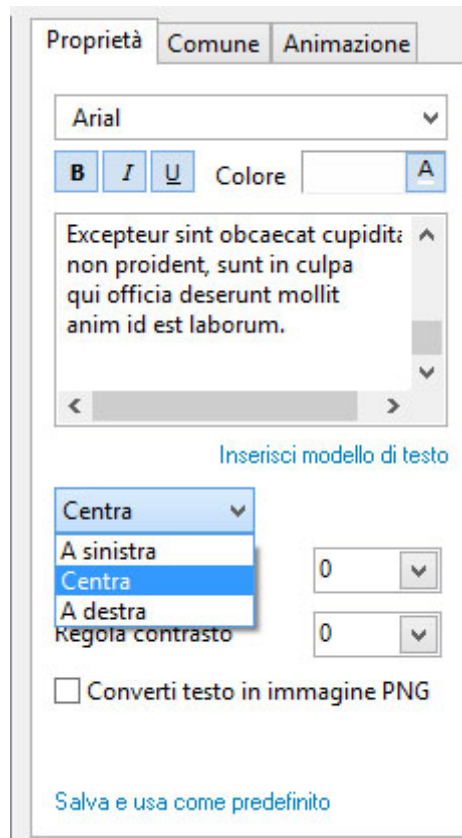 Proprietà Comune Animazione
Arial
B I U Colore A
Excepteur sint obcaecat cupidita
non proident, sunt in culpa
qui officia deserunt mollit
anim id est laborum.
Inserisci modello di testo
Centra
A sinistra
0
Centra
A destra
Regola contrasto 0
Converti testo in immagine PNG
Salva e usa come predefinito